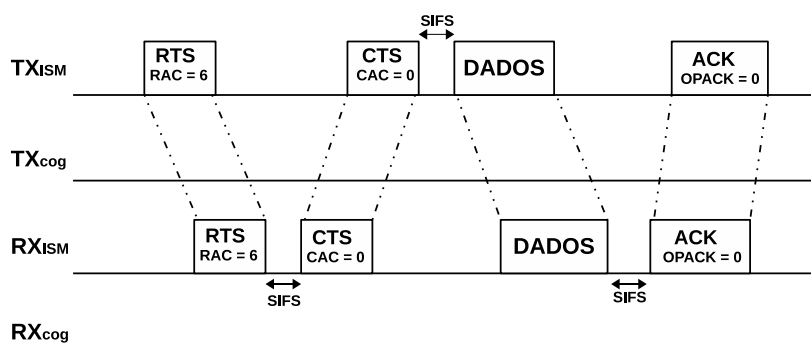 SIFS
RTS
RAC = 6
CTS
CAC = 0
DADOS
ACK
OPACK = 0
TXISM
TXcog
RTS
RAC = 6
CTS
CAC = 0
DADOS
ACK
OPACK = 0
RXISM
SIFS
SIFS
RXcog